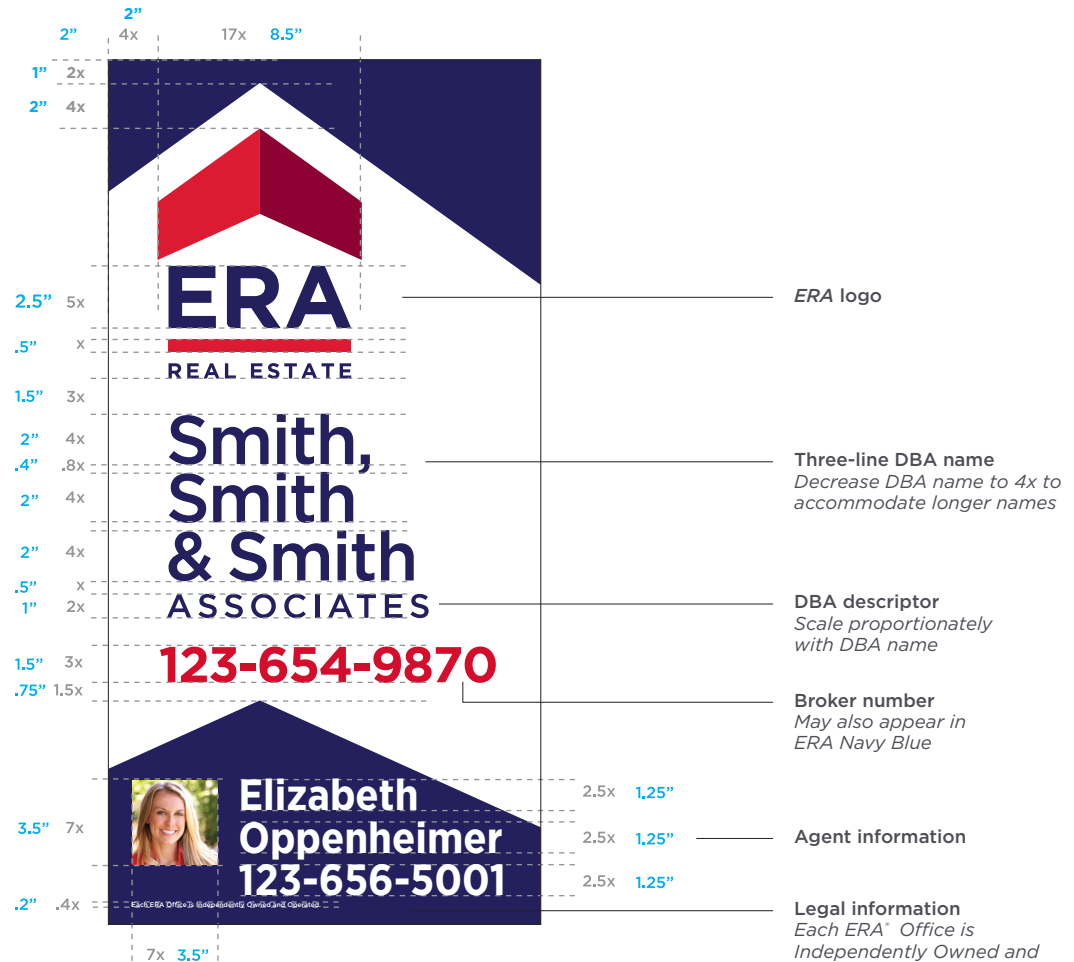 2”
2” 4x 17x 8.5”
1” 2x
2” 4x
2.5” 5x
.5” x
1.5” 3x
2” 4x
.4” .8x
2” 4x
2” 4x
.5” x
1” 2x
1.5” 3x
.75” 1.5x
3.5” 7x
.2” .4x
7x 3.5”
ERA
REAL ESTATE
Smith,
Smith
& Smith
ASSOCIATES
123-654-9870
Elizabeth
Oppenheimer
123-656-5001
Each ERA Office is Independently Owned and Operated.
2.5x 1.25”
2.5x 1.25”
2.5x 1.25”
ERA logo
Three-line DBA name
Decrease DBA name to 4x to
accommodate longer names
DBA descriptor
Scale proportionately
with DBA name
Broker number
May also appear in
ERA Navy Blue
Agent information
Legal information
Each ERA® Office is
Independently Owned and